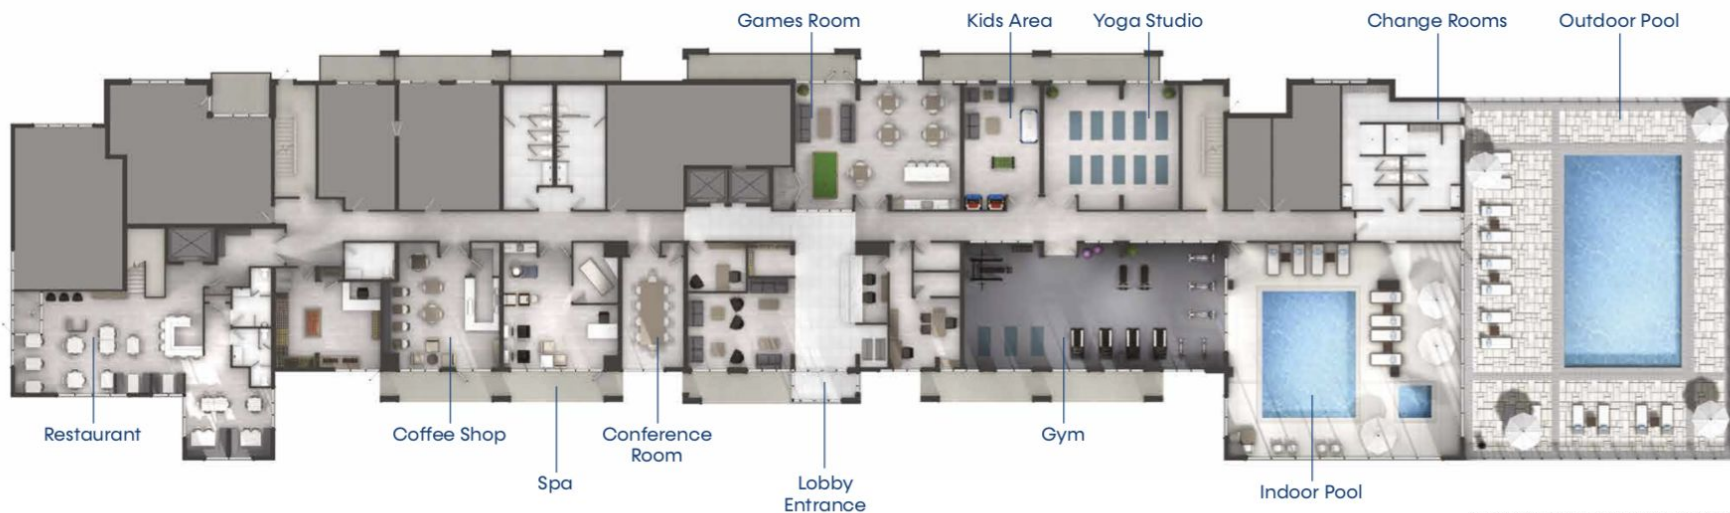 Games Room
Kids Area
Yoga Studio
Change Rooms
Outdoor Pool
Restaurant
Coffee Shop
Conference
Room
Gym
Spa
Lobby
Entrance
Indoor Pool